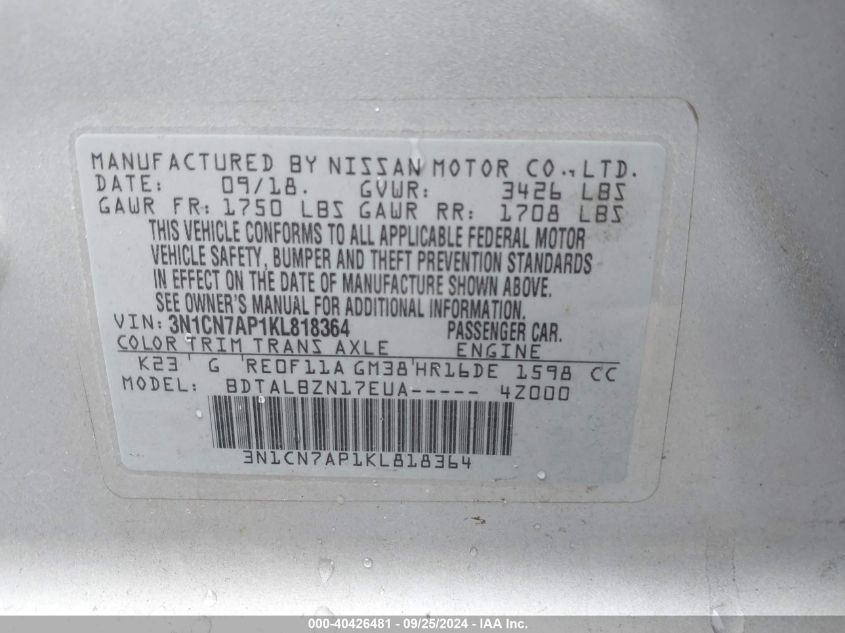 MANUFACTURED BY NISSAN MOTOR CO., LTD.
DATE: 09/18. GVWR: 3426 LBS
GAWR FR: 1750 LBS GAWR RR: 1708 LBS
THIS VEHICLE CONFORMS TO ALL APPLICABLE FEDERAL MOTOR
VEHICLE SAFETY, BUMPER AND THEFT PREVENTION STANDARDS
IN EFFECT ON THE DATE OF MANUFACTURE SHOWN ABOVE.
SEE OWNER'S MANUAL FOR ADDITIONAL INFORMATION.
VIN: 3N1CN7AP1KL818364 PASSENGER CAR.
COLOR TRIM TRANS AXLE ENGINE
K23 G RE0F11A GM38 HR16DE 1598 CC
MODEL: BDTALBZN17EUA----- 4Z000
3N1CN7AP1KL818364
000-40426481 - 09/25/2024 - IAA Inc.